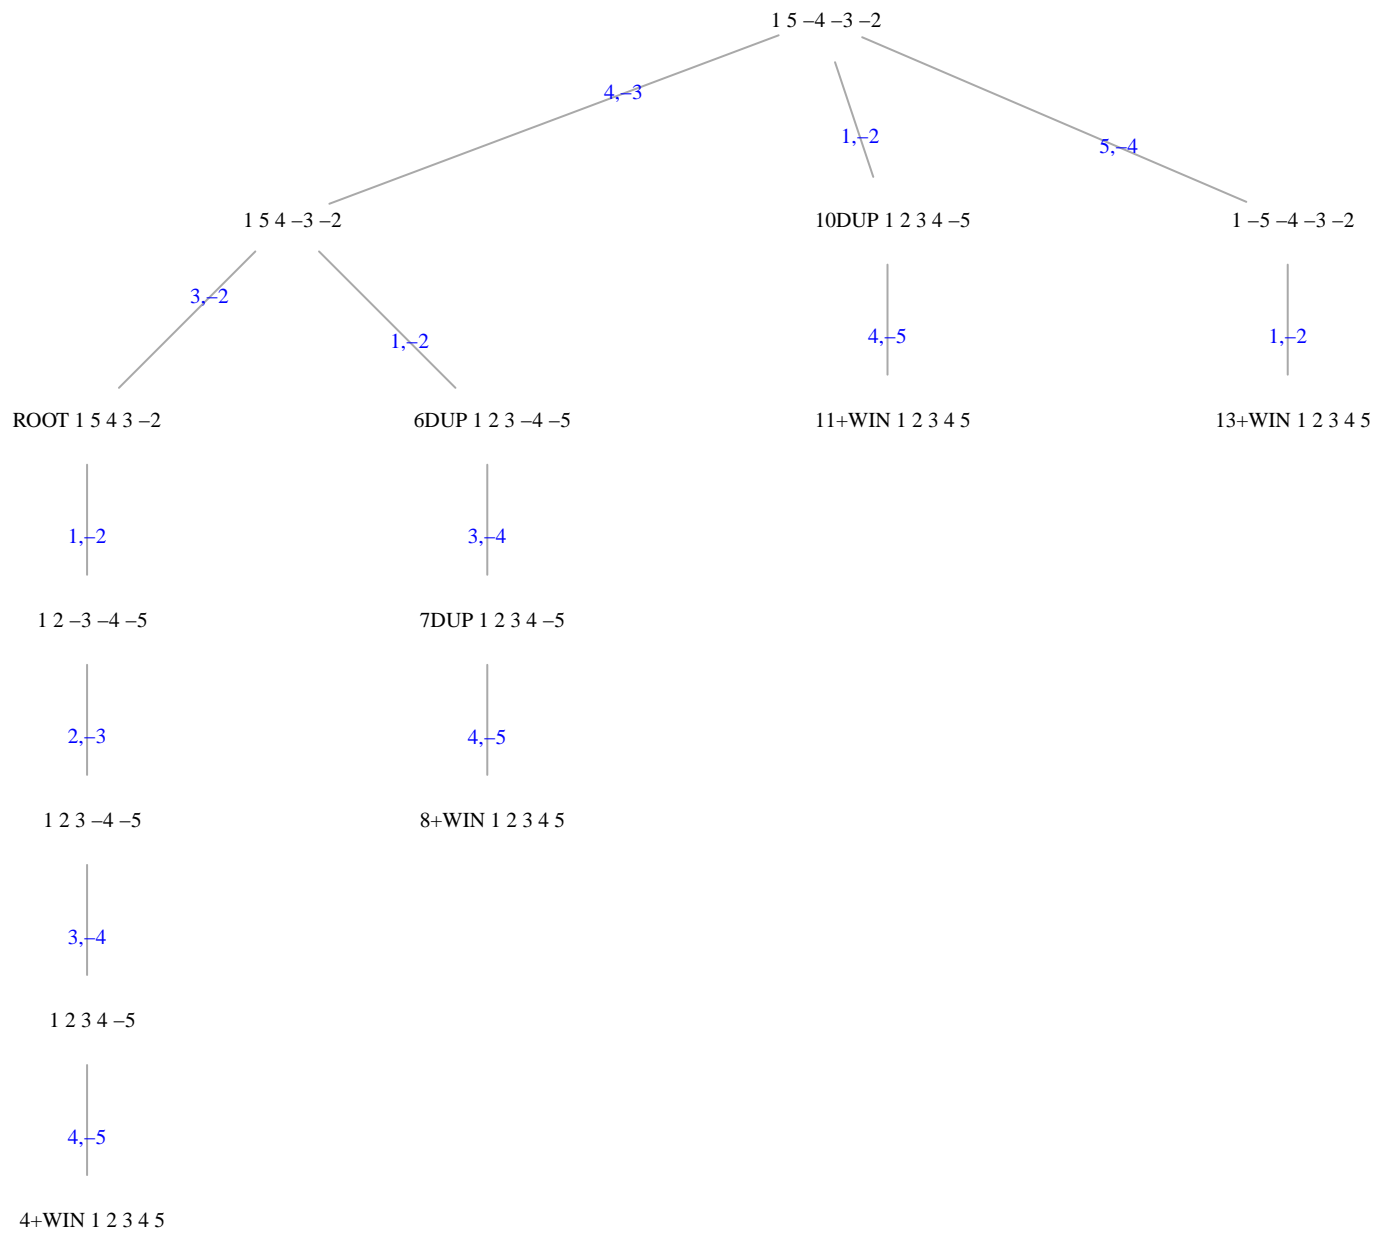 1 5 –4 –3 –2
4,–3
1,–2
5,–4
1 5 4 –3 –2
10DUP 1 2 3 4 –5
1 –5 –4 –3 –2
3,–2
1,–2
4,–5
1,–2
ROOT 1 5 4 3 –2
6DUP 1 2 3 –4 –5
11+WIN 1 2 3 4 5
13+WIN 1 2 3 4 5
1,–2
3,–4
1 2 –3 –4 –5
7DUP 1 2 3 4 –5
2,–3
4,–5
1 2 3 –4 –5
8+WIN 1 2 3 4 5
3,–4
1 2 3 4 –5
4,–5
4+WIN 1 2 3 4 5